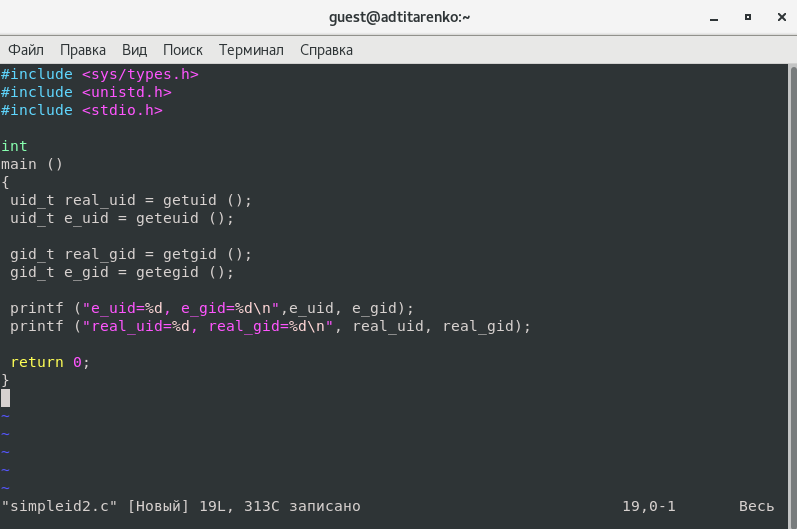 guest@adtitarenko:~
Файл Правка Вид Поиск Терминал Справка
#include <sys/types.h>
#include <unistd.h>
#include <stdio.h>
int
main ()
{
 uid_t real_uid = getuid ();
 uid_t e_uid = geteuid ();
 gid_t real_gid = getgid ();
 gid_t e_gid = getegid ();
 printf ("e_uid=%d, e_gid=%d\n",e_uid, e_gid);
 printf ("real_uid=%d, real_gid=%d\n", real_uid, real_gid);
 return 0;
}
~
~
~
~
~
"simpleid2.c" [Новый] 19L, 313C записано 19,0-1 Весь